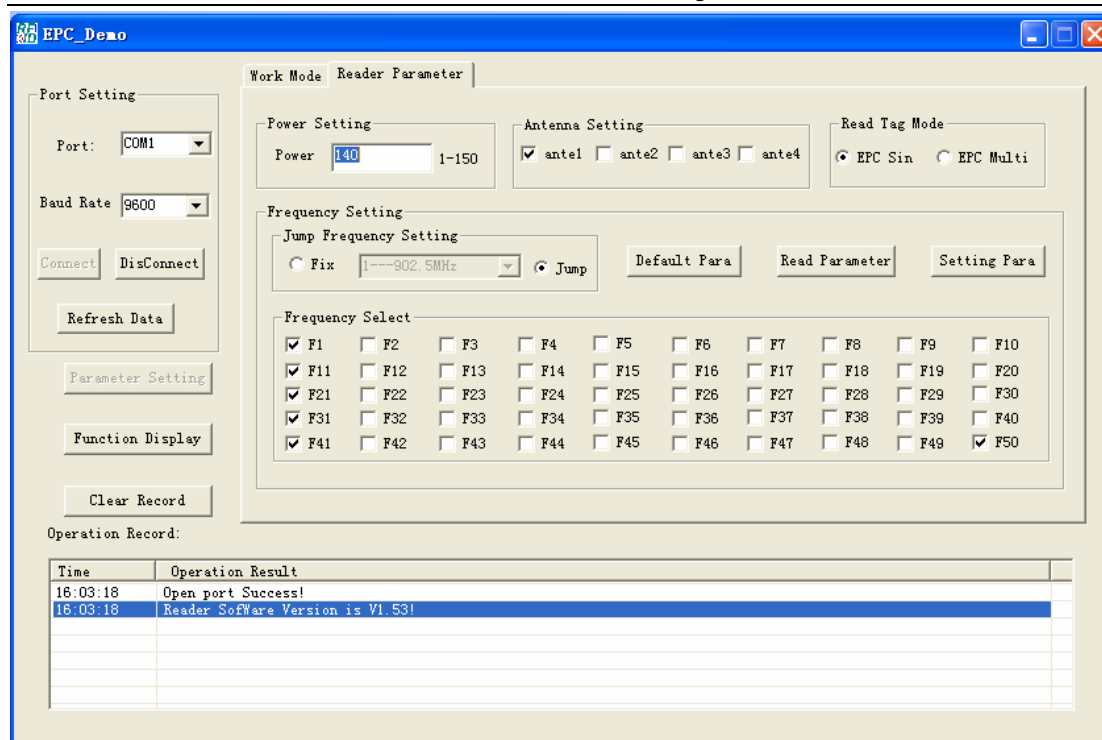 EPC_Demo
Work Mode Reader Parameter
Port Setting
Port: COM1
Baud Rate 9600
Connect DisConnect
Refresh Data
Parameter Setting
Function Display
Clear Record
Power Setting
Power 140 1-150
Antenna Setting
ante1 ante2 ante3 ante4
Read Tag Mode
EPC Sin EPC Multi
Frequency Setting
Jump Frequency Setting
Fix 1---902.5MHz Jump
Default Para Read Parameter Setting Para
Frequency Select
F1 F2 F3 F4 F5 F6 F7 F8 F9 F10
F11 F12 F13 F14 F15 F16 F17 F18 F19 F20
F21 F22 F23 F24 F25 F26 F27 F28 F29 F30
F31 F32 F33 F34 F35 F36 F37 F38 F39 F40
F41 F42 F43 F44 F45 F46 F47 F48 F49 F50
Operation Record:
Time Operation Result
16:03:18 Open port Success!
16:03:18 Reader SofWare Version is V1.53!